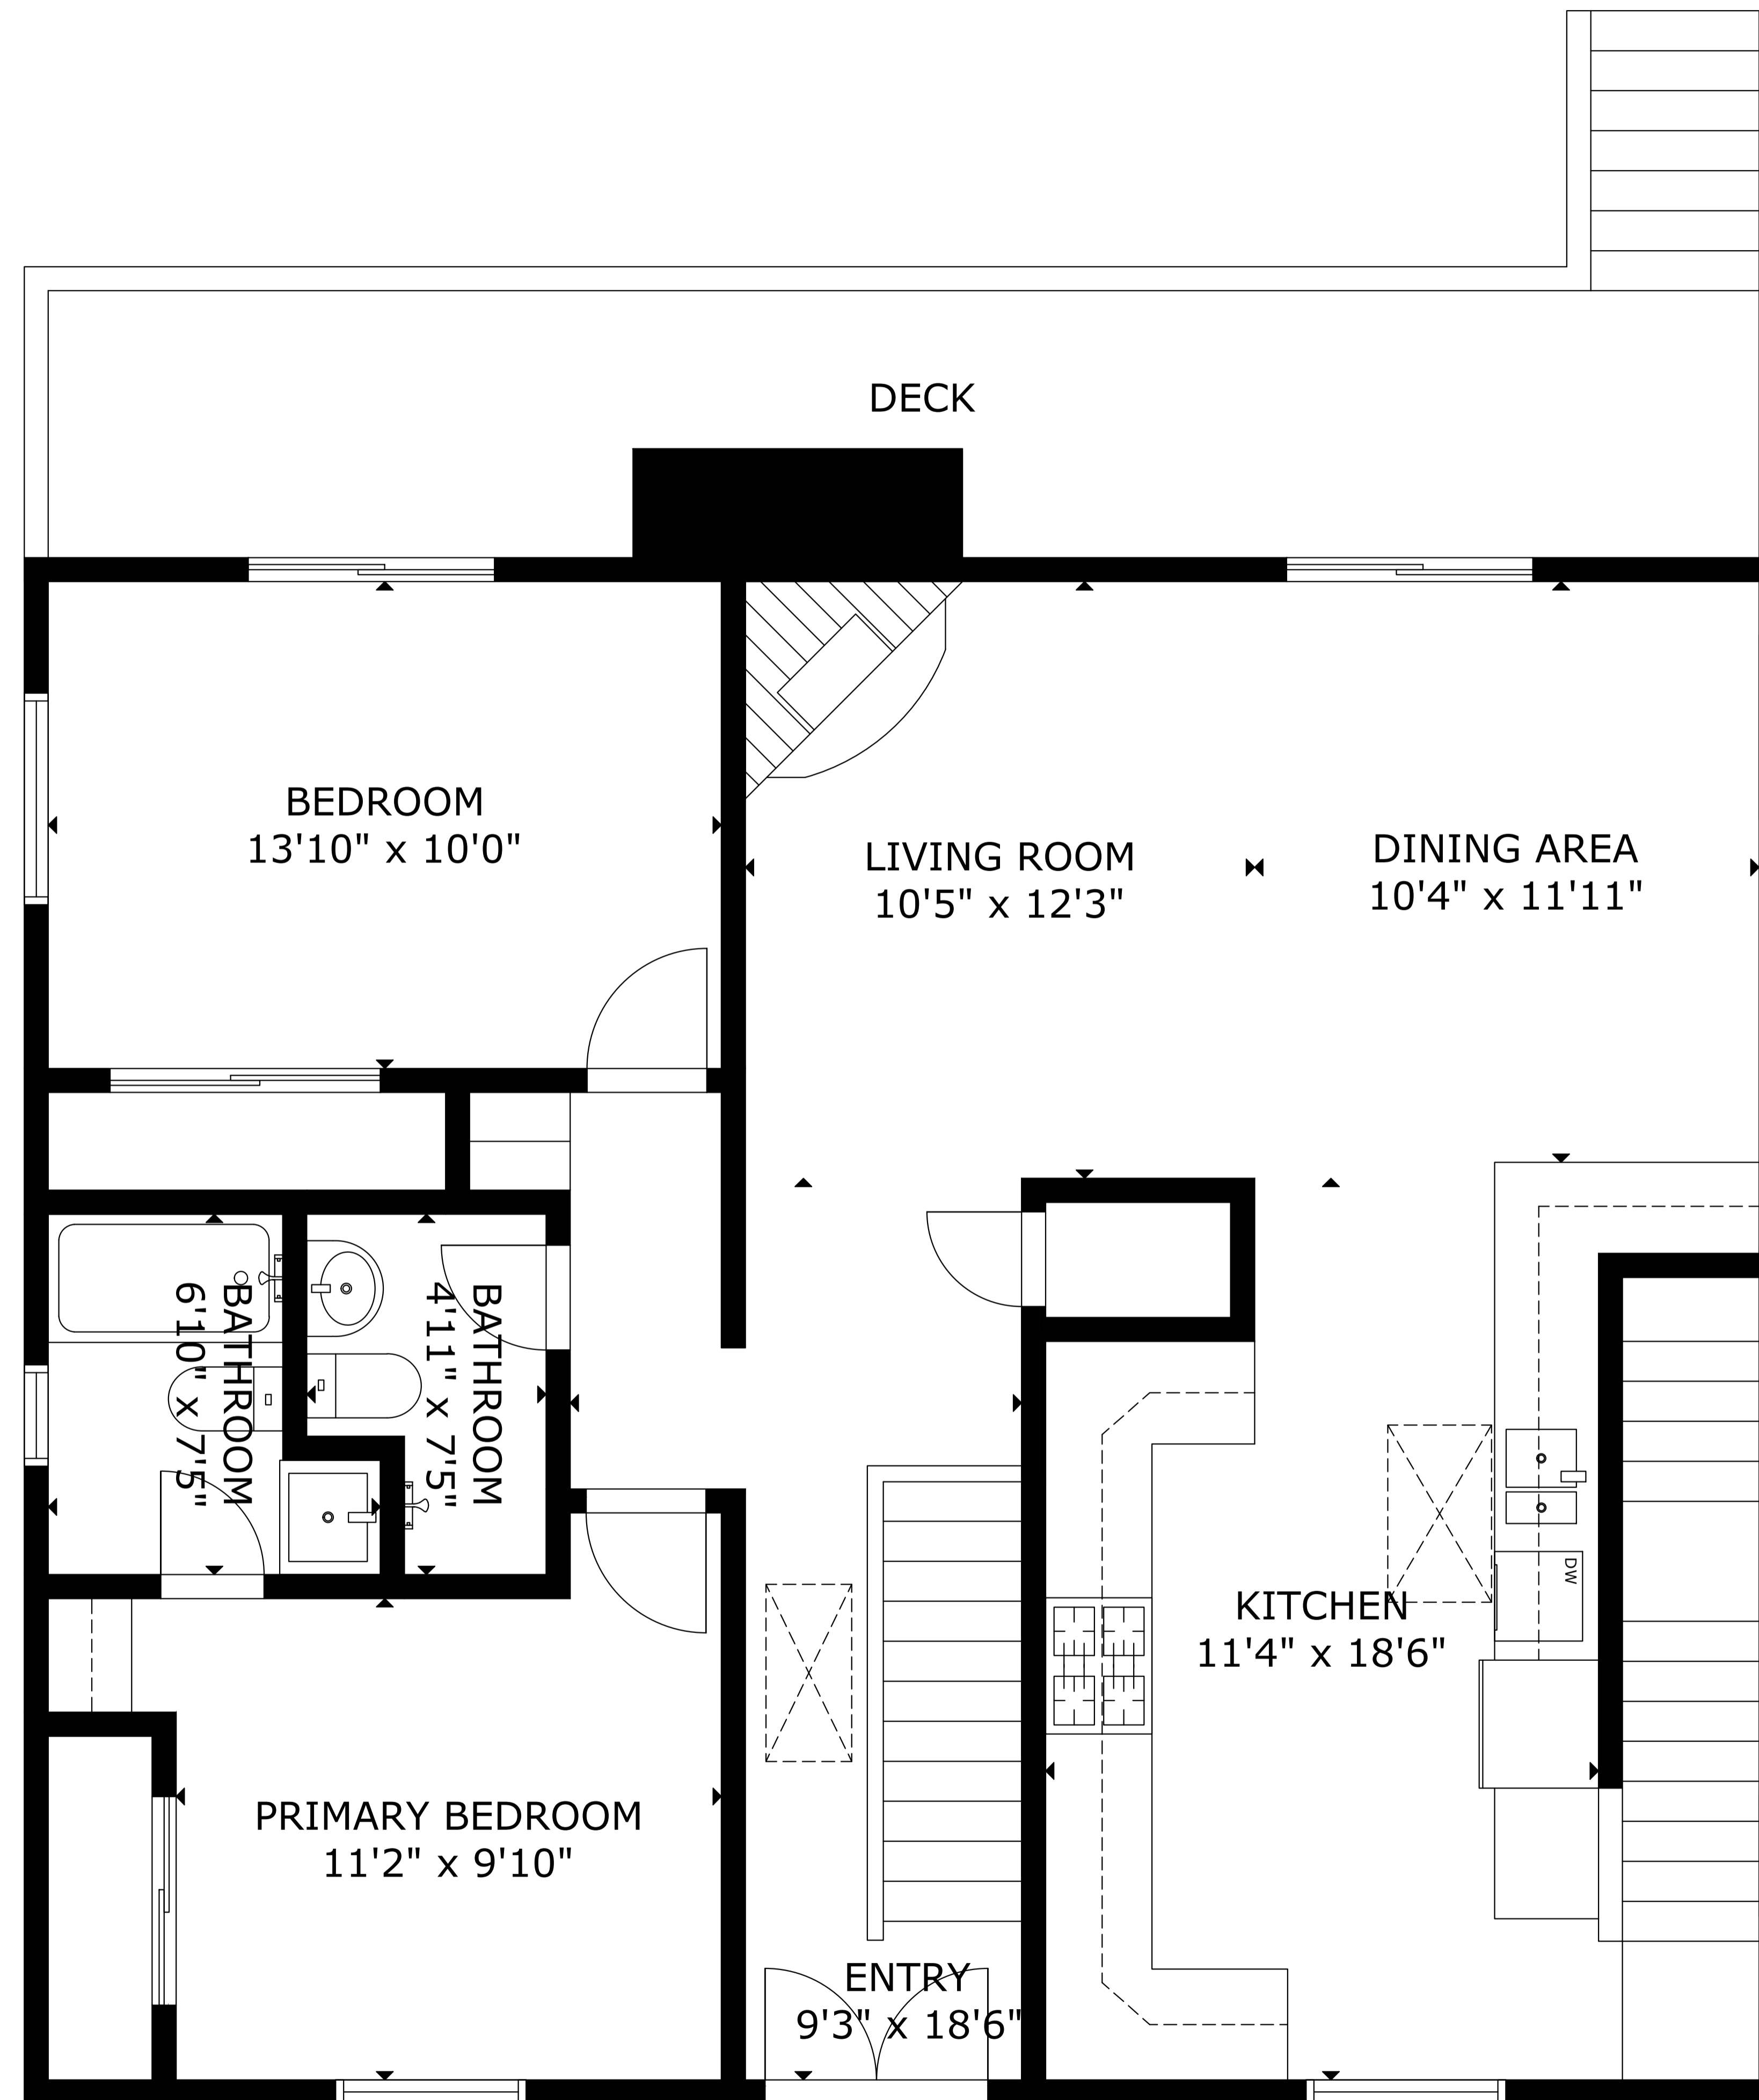 DECK
BEDROOM
13'10" x 10'0"
LIVING ROOM
10'5" x 12'3"
DINING AREA
10'4" x 11'11"
BATHROOM
6'10" x 7'5"
BATHROOM
4'11" x 7'5"
DW
KITCHEN
11'4" x 18'6"
PRIMARY BEDROOM
11'2" x 9'10"
ENTRY
9'3" x 18'6"